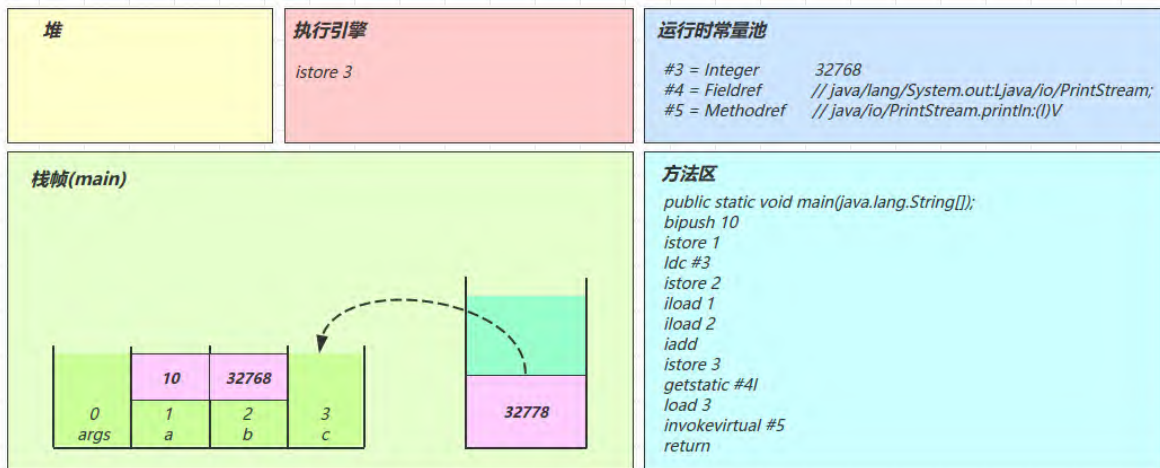 堆
执行引擎
istore 3
运行时常量池
#3 = Integer 32768
#4 = Fieldref // java/lang/System.out:Ljava/io/PrintStream;
#5 = Methodref // java/io/PrintStream.println:(I)V
栈帧(main)
10 32768
0 1 2 3
args a b c
32778
方法区
public static void main(java.lang.String[]);
bipush 10
istore 1
ldc #3
istore 2
iload 1
iload 2
iadd
istore 3
getstatic #4I
load 3
invokevirtual #5
return